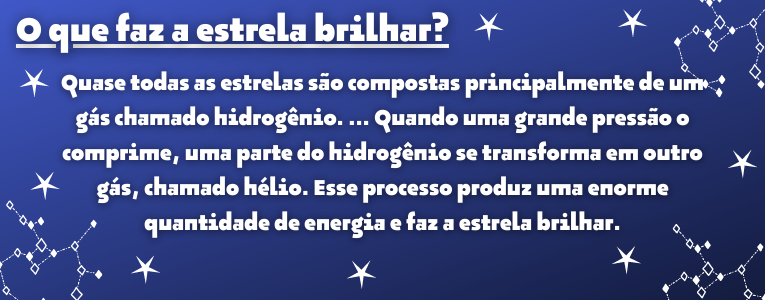 O que faz a estrela brilhar?
Quase todas as estrelas são compostas principalmente de um
gás chamado hidrogênio. ... Quando uma grande pressão o
comprime, uma parte do hidrogênio se transforma em outro
gás, chamado hélio. Esse processo produz uma enorme
quantidade de energia e faz a estrela brilhar.